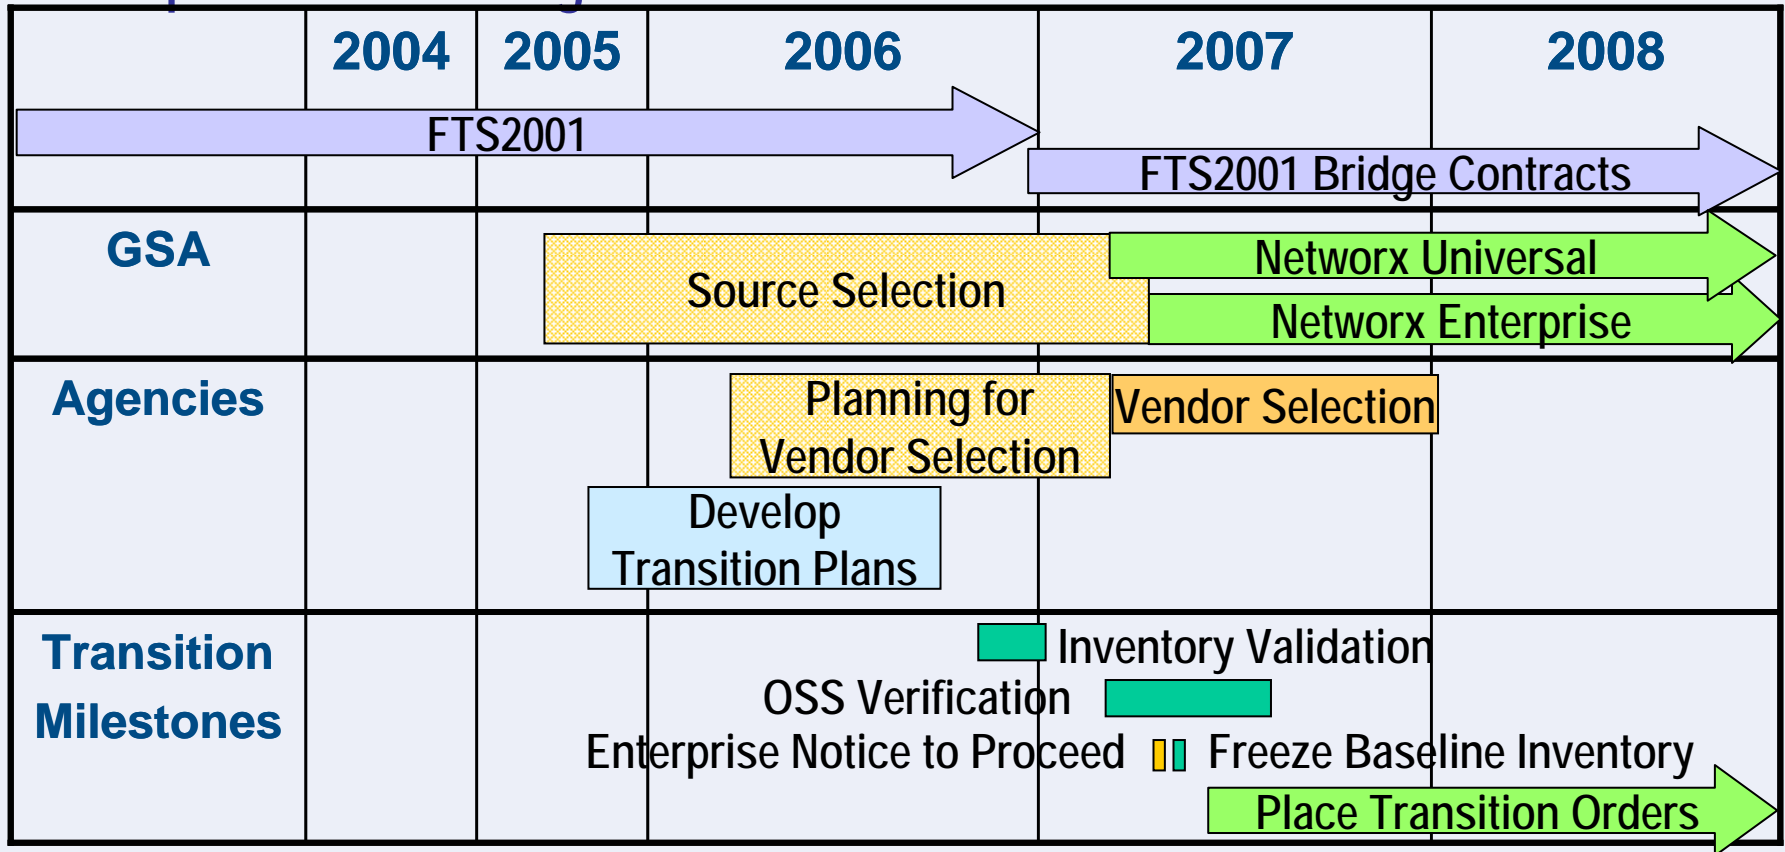 2004 2005 2006 2007 2008
FTS2001
FTS2001 Bridge Contracts
GSA
Source Selection
Networx Universal
Networx Enterprise
Agencies
Planning for
Vendor Selection
Vendor Selection
Develop
Transition Plans
Transition
Milestones
Inventory Validation
OSS Verification
Enterprise Notice to Proceed
Freeze Baseline Inventory
Place Transition Orders